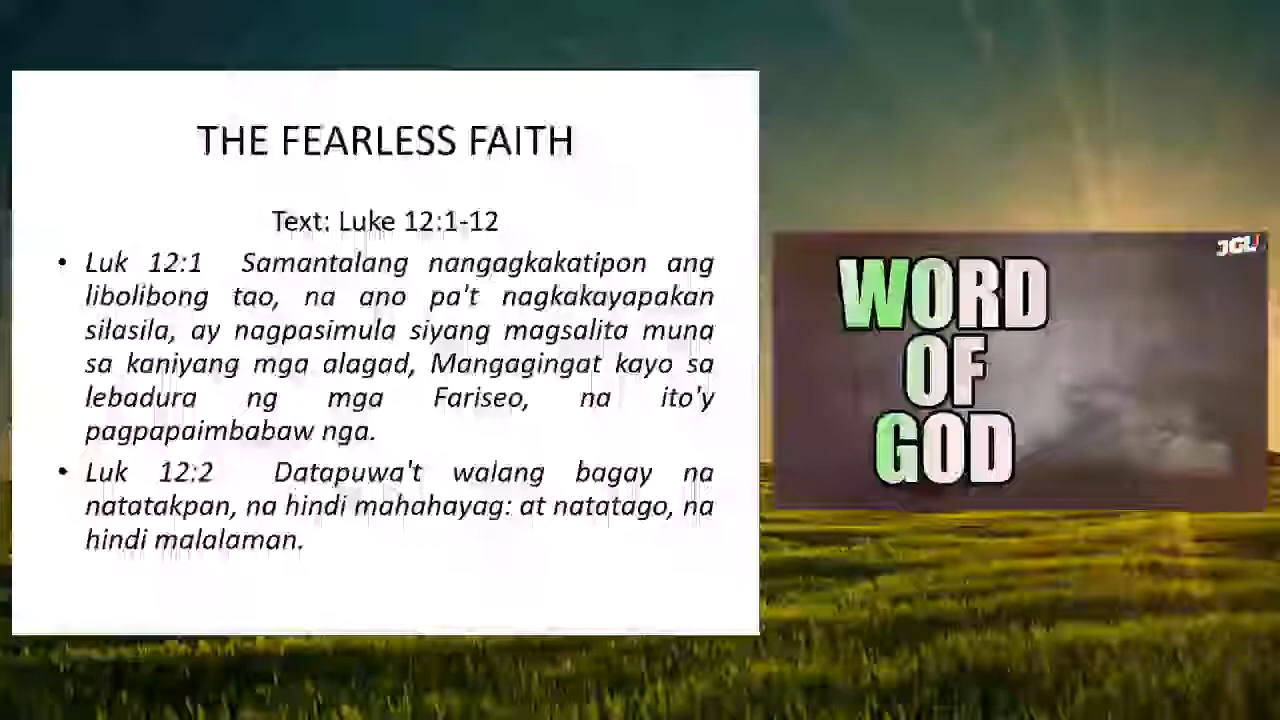 THE FEARLESS FAITH
Text: Luke 12:1-12
• Luk 12:1 Samantalang nangagkakatipon ang
libolibong tao, na ano pa't nagkakayapakan
silasila, ay nagpasimula siyang magsalita muna
sa kaniyang mga alagad, Mangagingat kayo sa
lebadura ng mga Fariseo, na ito'y
pagpapaimbabaw nga.
• Luk 12:2 Datapuwa't walang bagay na
natatakpan, na hindi mahahayag: at natatago, na
hindi malalaman.
WORD
OF
GOD